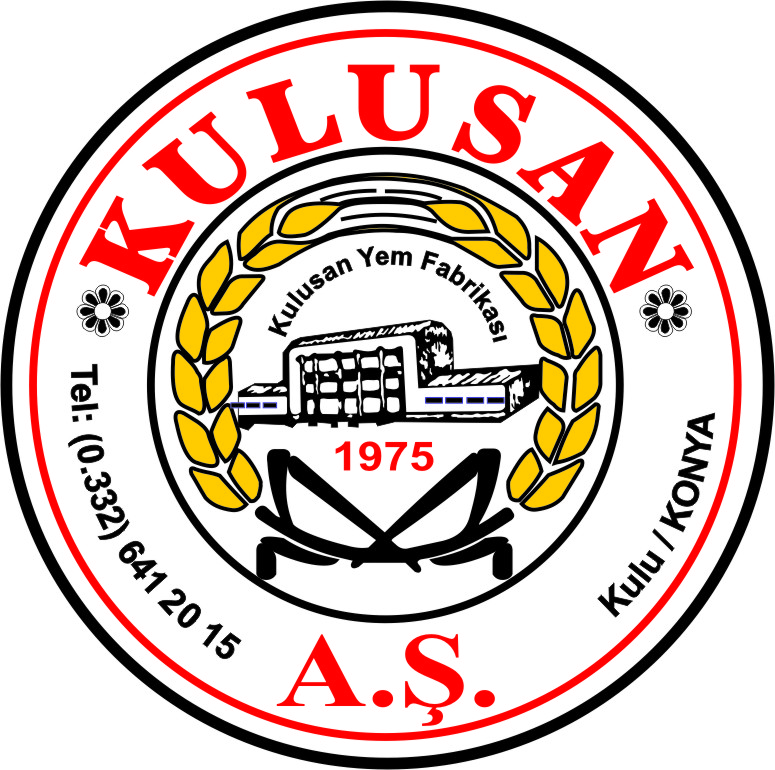 KULUSAN
Kulusan Yem Fabrikası
1975
Tel: (0.332) 641 20 15
Kulu / KONYA
A.Ş.